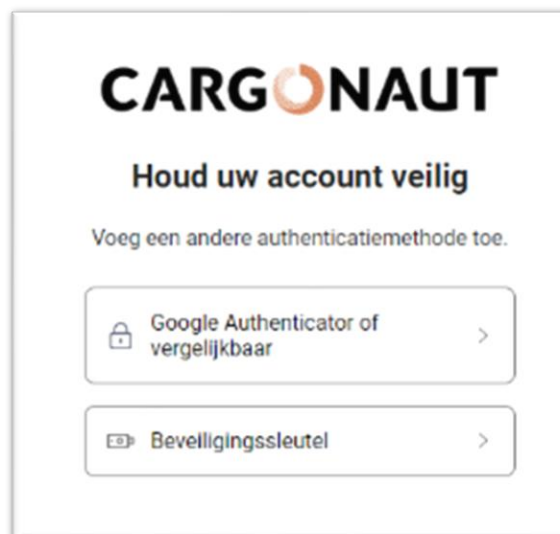 CARGONAUT
Houd uw account veilig
Voeg een andere authenticatiemethode toe.
Google Authenticator of
vergelijkbaar
Beveiligingssleutel